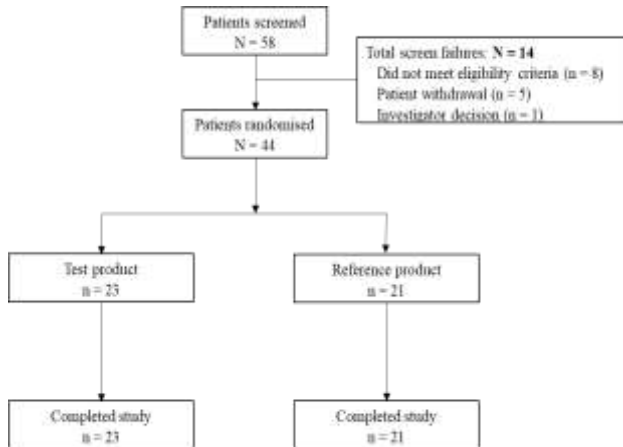 Patients screened
N = 58
Total screen failures: N = 14
Did not meet eligibility criteria (n = 8)
Patient withdrawal (n = 5)
Investigator decision (n = 1)
Patients randomised
N = 44
Test product
n = 23
Reference product
n = 21
Completed study
n = 23
Completed study
n = 21